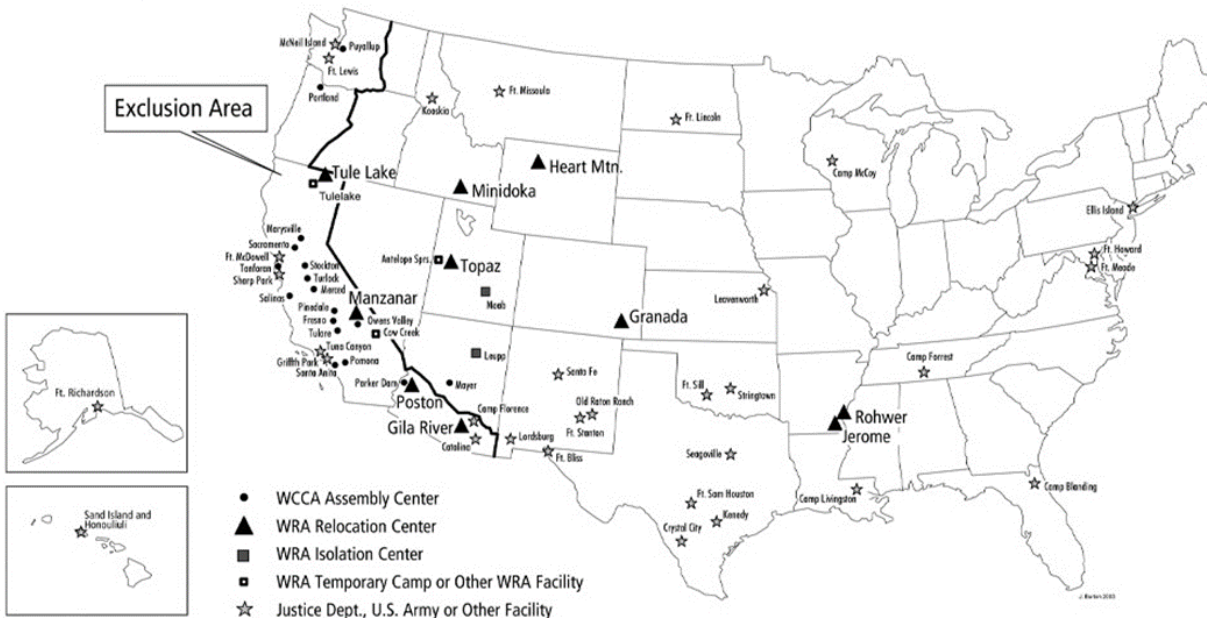 McNeil Island
Puyallup
Ft. Lewis
Portland
Exclusion Area
Kooskia
Ft. Missoula
Ft. Lincoln
Camp McCoy
Ellis Island
Ft. Howard
Ft. Meade
Tule Lake
Tulelake
Minidoka
Heart Mtn.
Marysville
Sacramento
Ft. McDowell
Tanforan
Sharp Park
Stockton
Turlock
Merced
Salinas
Pinedale
Fresno
Tulare
Manzanar
Owens Valley
Cow Creek
Tuna Canyon
Griffith Park
Santa Anita
Pomona
Antelope Sprs.
Topaz
Moab
Leupp
Granada
Leavenworth
Parker Dam
Poston
Mayer
Camp Florence
Gila River
Catalina
Santa Fe
Old Raton Ranch
Ft. Stanton
Lordsburg
Ft. Bliss
Ft. Sill
Stringtown
Camp Forrest
Rohwer
Jerome
Seagoville
Ft. Sam Houston
Kenedy
Crystal City
Camp Livingston
Camp Blanding
Ft. Richardson
Sand Island and
Honouliuli
WCCA Assembly Center
WRA Relocation Center
WRA Isolation Center
WRA Temporary Camp or Other WRA Facility
Justice Dept., U.S. Army or Other Facility